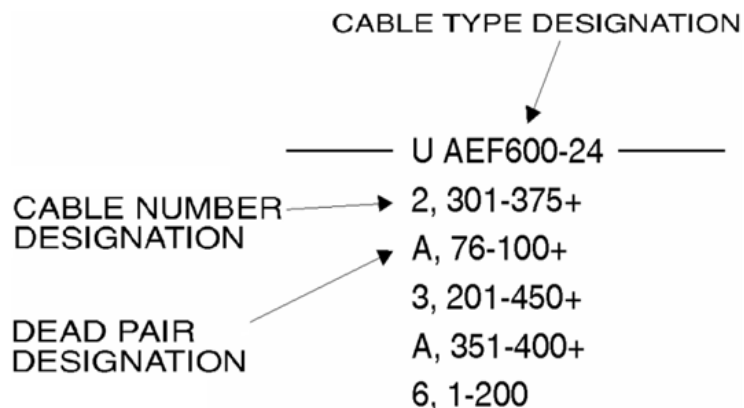 CABLE TYPE DESIGNATION
U AEF600-24
CABLE NUMBER
DESIGNATION
2, 301-375+
A, 76-100+
DEAD PAIR
DESIGNATION
3, 201-450+
A, 351-400+
6, 1-200